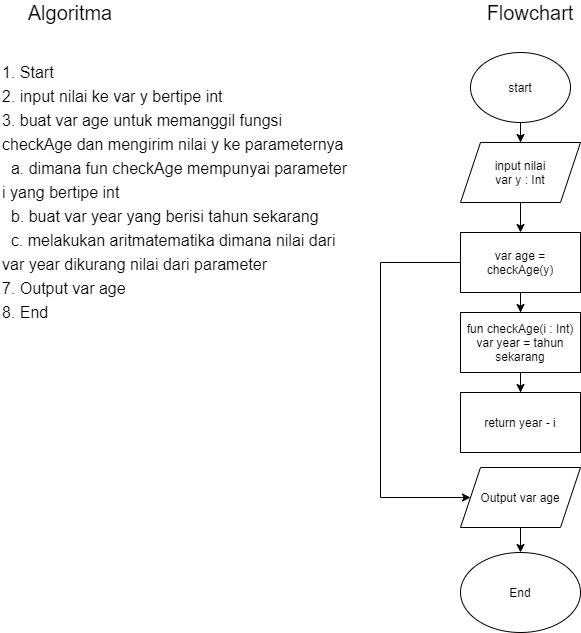 Algoritma
1. Start
2. input nilai ke var y bertipe int
3. buat var age untuk memanggil fungsi
checkAge dan mengirim nilai y ke parameternya
a. dimana fun checkAge mempunyai parameter
i yang bertipe int
b. buat var year yang berisi tahun sekarang
c. melakukan aritmatematika dimana nilai dari
var year dikurang nilai dari parameter
7. Output var age
8. End
Flowchart
start
input nilai
var y : Int
var age =
checkAge(y)
fun checkAge(i : Int)
var year = tahun
sekarang
return year - i
Output var age
End